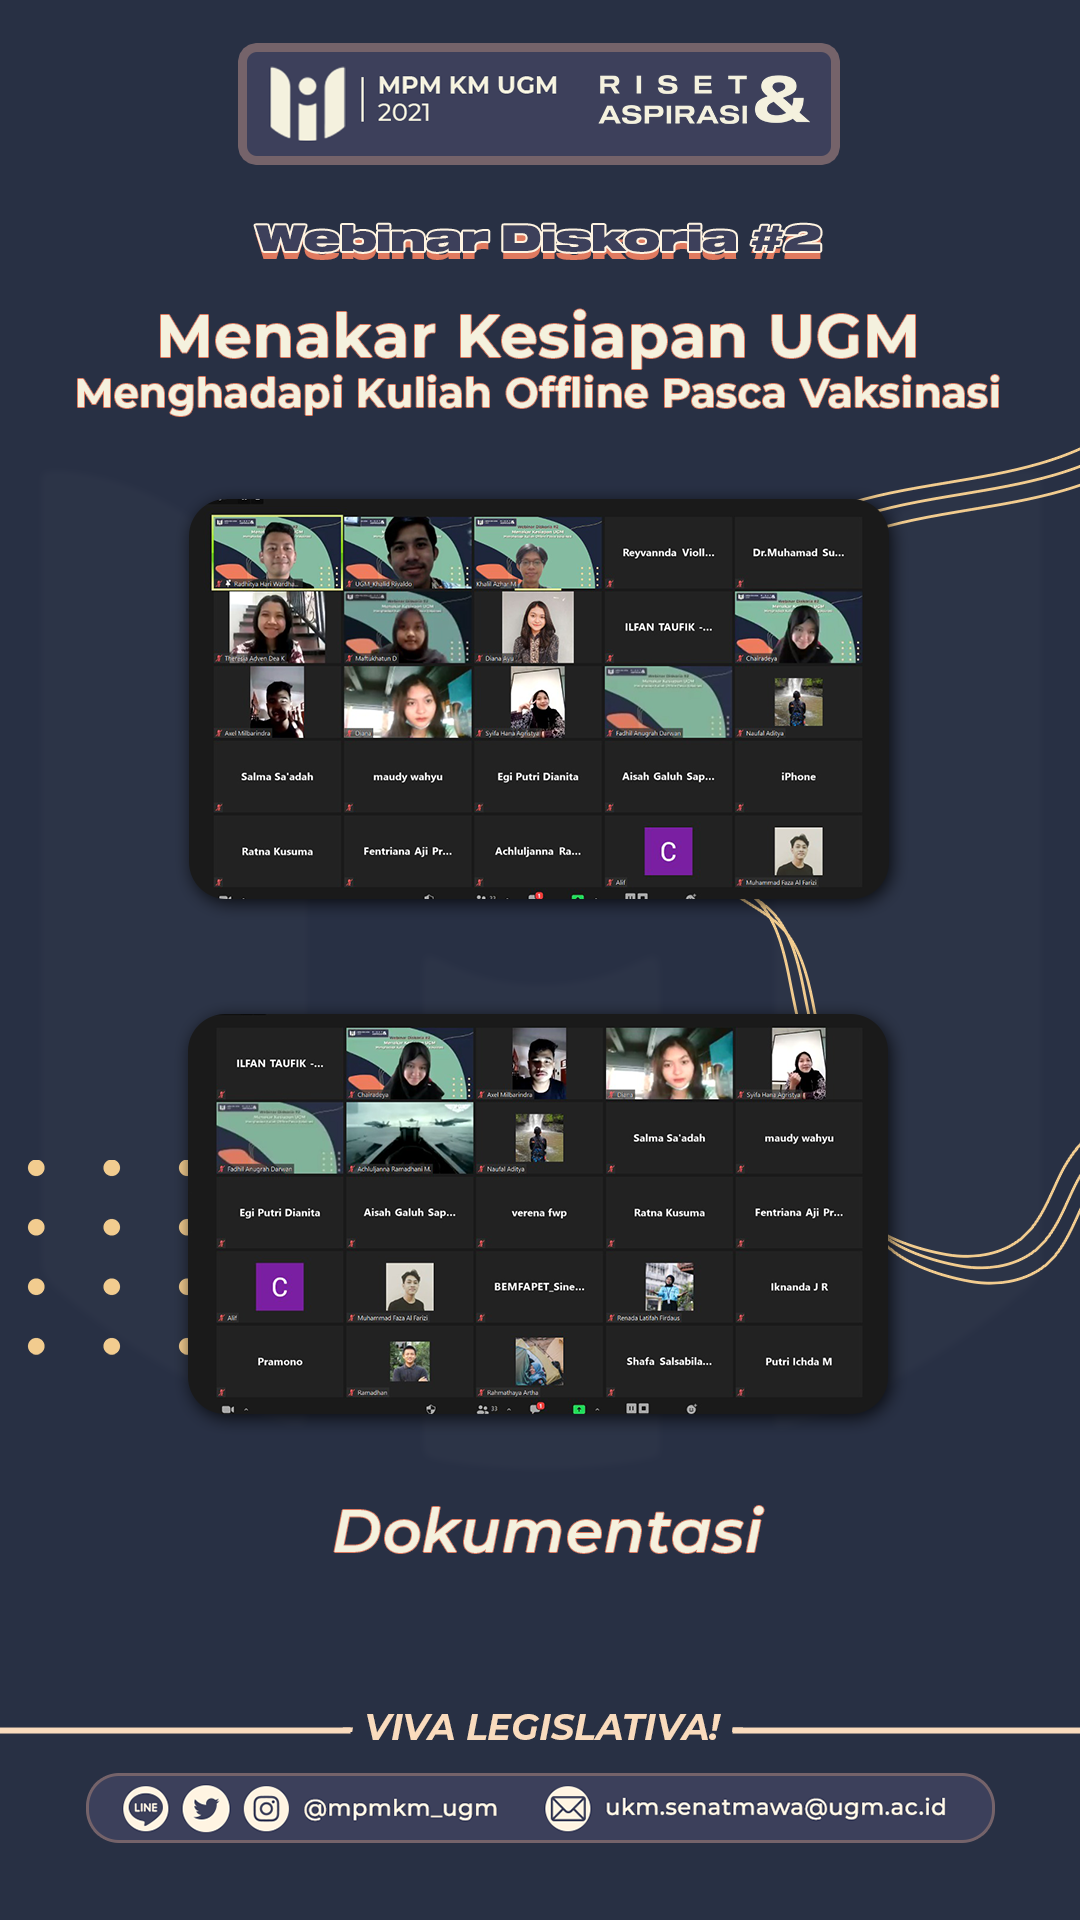 MPM KM UGM
2021
RISET &
ASPIRASI
Webinar Diskoria #2
Menakar Kesiapan UGM
Menghadapi Kuliah Offline Pasca Vaksinasi
Radhitya Hari Wardha...
UGM_Khalid Riyaldo
Khalil Azhar M
Reyvannda Violl...
Dr.Muhamad Su...
Theresia Adven Dea K
Maftukhatun D
Diana Ayu
ILFAN TAUFIK -...
Chairadeya
Axel Milbarindra
Diana
Syifa Hana Agristya
Fadhil Anugrah Darwan
Naufal Aditya
Salma Sa'adah
maudy wahyu
Egi Putri Dianita
Aisah Galuh Sap...
iPhone
Ratna Kusuma
Fentriana Aji Pr...
Achluljanna Ra...
C
Alif
Muhammad Faza Al Farizi
ILFAN TAUFIK -...
Chairadeya
Axel Milbarindra
Diana
Syifa Hana Agristya
Fadhil Anugrah Darwan
Achluljanna Ramadhani M.
Naufal Aditya
Salma Sa'adah
maudy wahyu
Egi Putri Dianita
Aisah Galuh Sap...
verena fwp
Ratna Kusuma
Fentriana Aji Pr...
C
Alif
Muhammad Faza Al Farizi
BEMFAPET_Sine...
Renada Latifah Firdaus
Iknanda J R
Pramono
Ramadhan
Rahmathaya Artha
Shafa Salsabila...
Putri Ichda M
33
1
Dokumentasi
VIVA LEGISLATIVA!
LINE
@mpmkm_ugm
ukm.senatmawa@ugm.ac.id